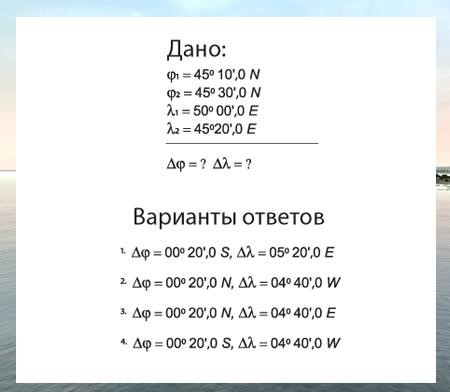 Дано:
φ₁ = 45º 10',0 N
φ₂ = 45º 30',0 N
λ₁ = 50º 00',0 E
λ₂ = 45º20',0 E
Δφ = ? Δλ = ?
Варианты ответов
1. Δφ = 00º 20',0 S, Δλ = 05º 20',0 E
2. Δφ = 00º 20',0 N, Δλ = 04º 40',0 W
3. Δφ = 00º 20',0 N, Δλ = 04º 40',0 E
4. Δφ = 00º 20',0 S, Δλ = 04º 40',0 W